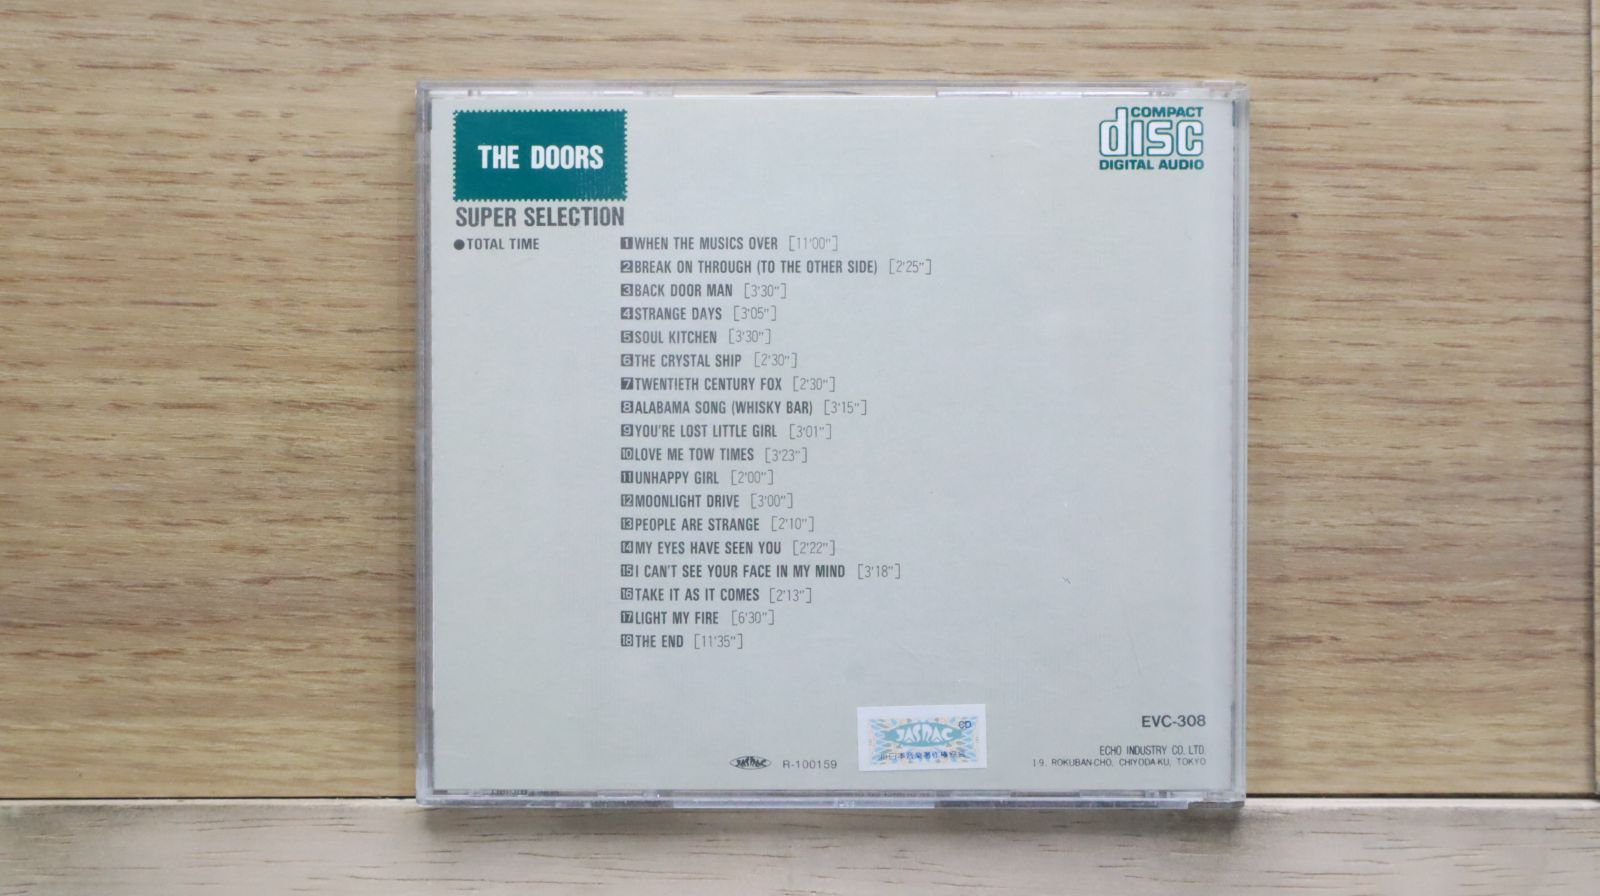 THE DOORS
COMPACT
disc
DIGITAL AUDIO
SUPER SELECTION
●TOTAL TIME
1 WHEN THE MUSICS OVER [11'00"]
2 BREAK ON THROUGH (TO THE OTHER SIDE) [2'25"]
3 BACK DOOR MAN [3'30"]
4 STRANGE DAYS [3'05"]
5 SOUL KITCHEN [3'30"]
6 THE CRYSTAL SHIP [2'30"]
7 TWENTIETH CENTURY FOX [2'30"]
8 ALABAMA SONG (WHISKY BAR) [3'15"]
9 YOU'RE LOST LITTLE GIRL [3'01"]
10 LOVE ME TOW TIMES [3'23"]
11 UNHAPPY GIRL [2'00"]
12 MOONLIGHT DRIVE [3'00"]
13 PEOPLE ARE STRANGE [2'10"]
14 MY EYES HAVE SEEN YOU [2'22"]
15 I CAN'T SEE YOUR FACE IN MY MIND [3'18"]
16 TAKE IT AS IT COMES [2'13"]
17 LIGHT MY FIRE [6'30"]
18 THE END [11'35"]
CD
JASRAC
JASRAC R-100159
EVC-308
ECHO INDUSTRY CO. LTD.
1-9, ROKUBAN-CHO, CHIYODA-KU, TOKYO